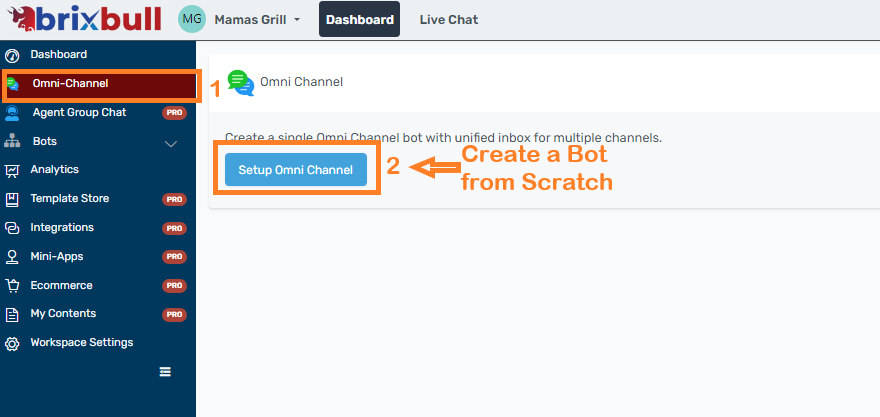 brixbull
MG Mamas Grill Dashboard Live Chat
Dashboard
Omni-Channel
1
Agent Group Chat PRO
Bots
Analytics
Template Store PRO
Integrations PRO
Mini-Apps PRO
Ecommerce PRO
My Contents PRO
Workspace Settings
Omni Channel
Create a single Omni Channel bot with unified inbox for multiple channels.
Setup Omni Channel
2
Create a Bot
from Scratch